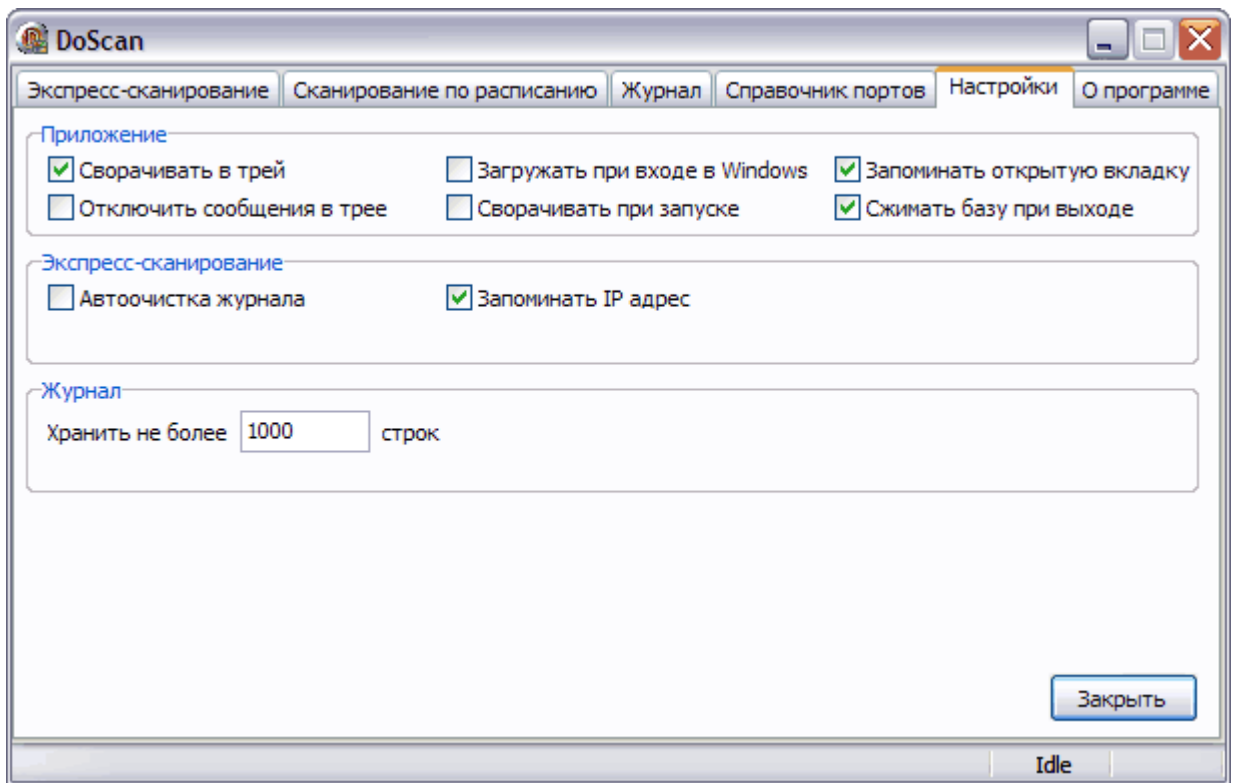 DoScan
Экспресс-сканирование Сканирование по расписанию Журнал Справочник портов Настройки О программе
Приложение
Сворачивать в трей Загружать при входе в Windows Запоминать открытую вкладку
Отключить сообщения в трее Сворачивать при запуске Сжимать базу при выходе
Экспресс-сканирование
Автоочистка журнала Запоминать IP адрес
Журнал
Хранить не более 1000 строк
Закрыть
Idle